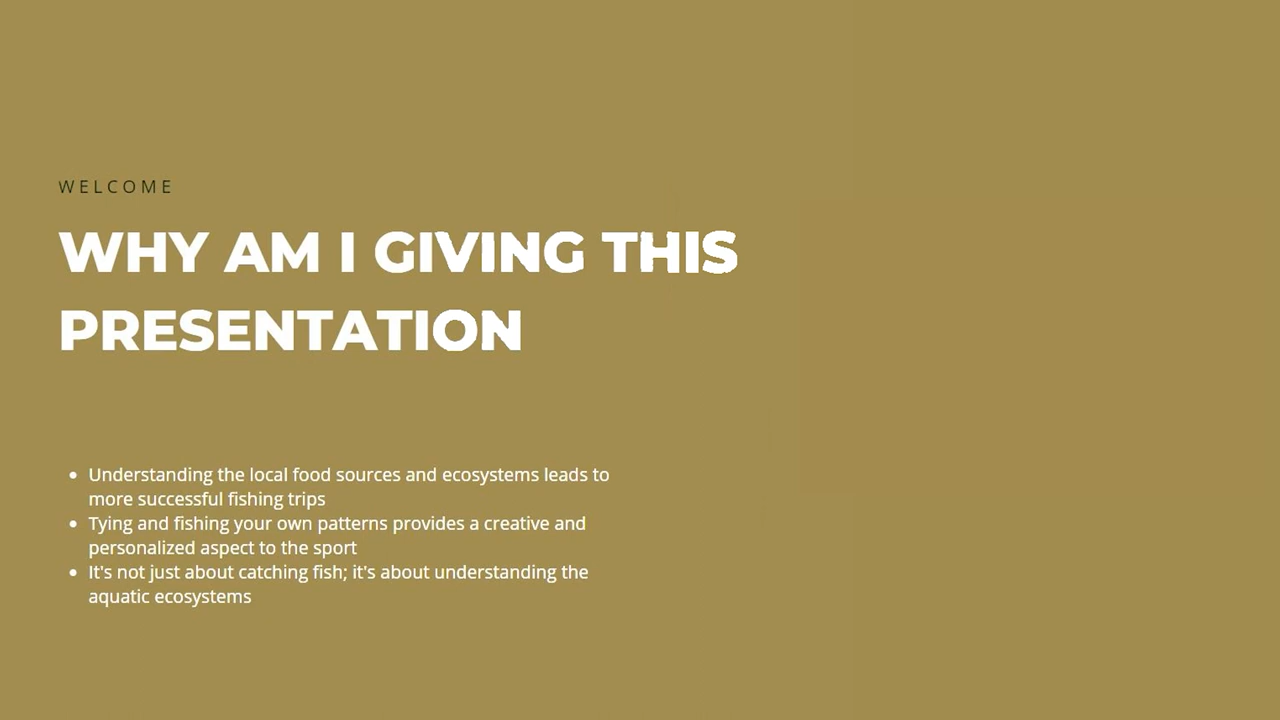 WELCOME
WHY AM I GIVING THIS
PRESENTATION
• Understanding the local food sources and ecosystems leads to
more successful fishing trips
• Tying and fishing your own patterns provides a creative and
personalized aspect to the sport
• It's not just about catching fish; it's about understanding the
aquatic ecosystems